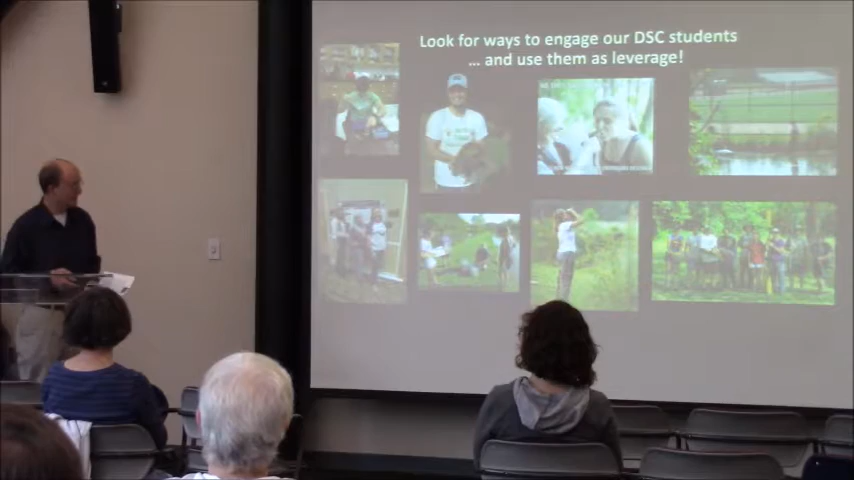 Look for ways to engage our DSC students
... and use them as leverage!